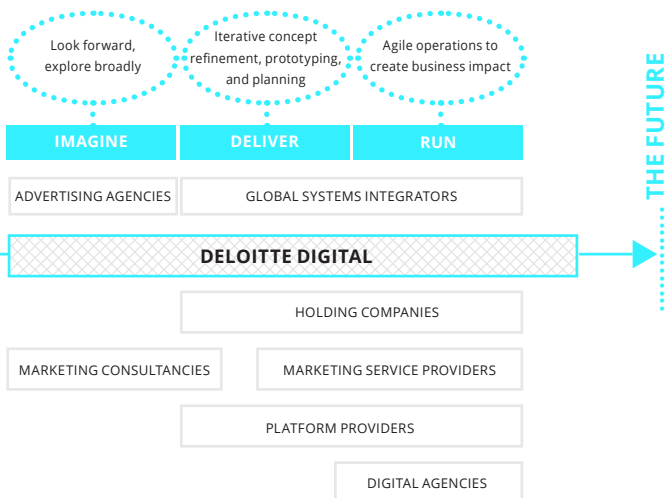 Look forward,
explore broadly
Iterative concept
refinement, prototyping,
and planning
Agile operations to
create business impact
IMAGINE
DELIVER
RUN
THE FUTURE
ADVERTISING AGENCIES
GLOBAL SYSTEMS INTEGRATORS
DELOITTE DIGITAL
HOLDING COMPANIES
MARKETING CONSULTANCIES
MARKETING SERVICE PROVIDERS
PLATFORM PROVIDERS
DIGITAL AGENCIES